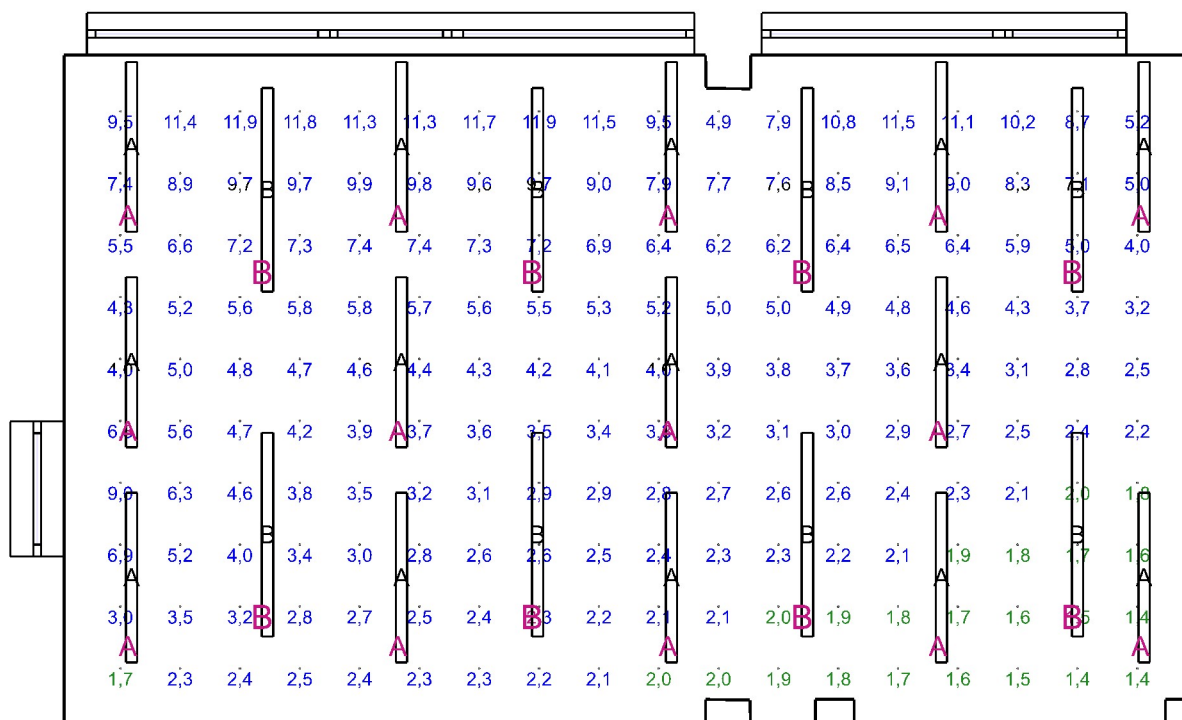 9,5 11,4 11,9 11,8 11,3 11,3 11,7 11,9 11,5 9,5 4,9 7,9 10,8 11,5 11,1 10,2 8,7 5,2
A A A A A
7,4 8,9 9,7 9,7 9,9 9,8 9,6 9,7 9,0 7,9 7,7 7,6 8,5 9,1 9,0 8,3 7,1 5,0
B B B B
A A A A A
5,5 6,6 7,2 7,3 7,4 7,4 7,3 7,2 6,9 6,4 6,2 6,2 6,4 6,5 6,4 5,9 5,0 4,0
B B B B
4,3 5,2 5,6 5,8 5,8 5,7 5,6 5,5 5,3 5,2 5,0 5,0 4,9 4,8 4,6 4,3 3,7 3,2
A A A A
4,0 5,0 4,8 4,7 4,6 4,4 4,3 4,2 4,1 4,0 3,9 3,8 3,7 3,6 3,4 3,1 2,8 2,5
5,6 4,7 4,2 3,9 3,7 3,6 3,5 3,4 3,2 3,1 3,0 2,9 2,7 2,5 2,4 2,2
A A A A
6,3 4,6 3,8 3,5 3,2 3,1 2,9 2,9 2,8 2,7 2,6 2,6 2,4 2,3 2,1 2,0 1,8
B B B B
6,9 5,2 4,0 3,4 3,0 2,8 2,6 2,6 2,5 2,4 2,3 2,3 2,2 2,1 1,9 1,8 1,7 1,6
A A A A A
3,0 3,5 3,2 2,8 2,7 2,5 2,4 2,3 2,2 2,1 2,1 2,0 1,9 1,8 1,7 1,6 1,5 1,4
B B B B
A A A A A
1,7 2,3 2,4 2,5 2,4 2,3 2,3 2,2 2,1 2,0 2,0 1,9 1,8 1,7 1,6 1,5 1,4 1,4